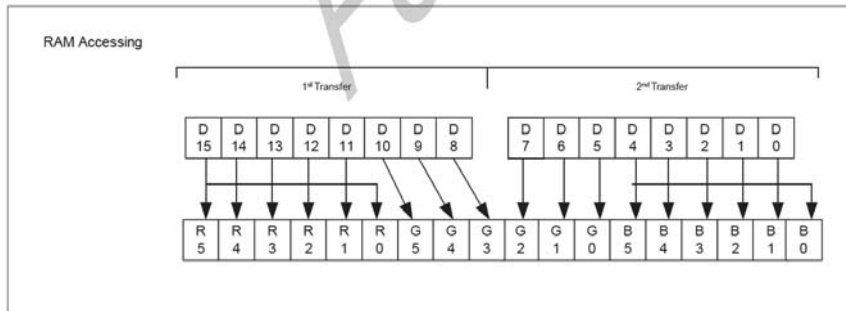 RAM Accessing
1st Transfer 2nd Transfer
D D D D D D D D D D D D D D D D
15 14 13 12 11 10 9 8 7 6 5 4 3 2 1 0
R R R R R R G G G G G G B B B B B B
5 4 3 2 1 0 5 4 3 2 1 0 5 4 3 2 1 0